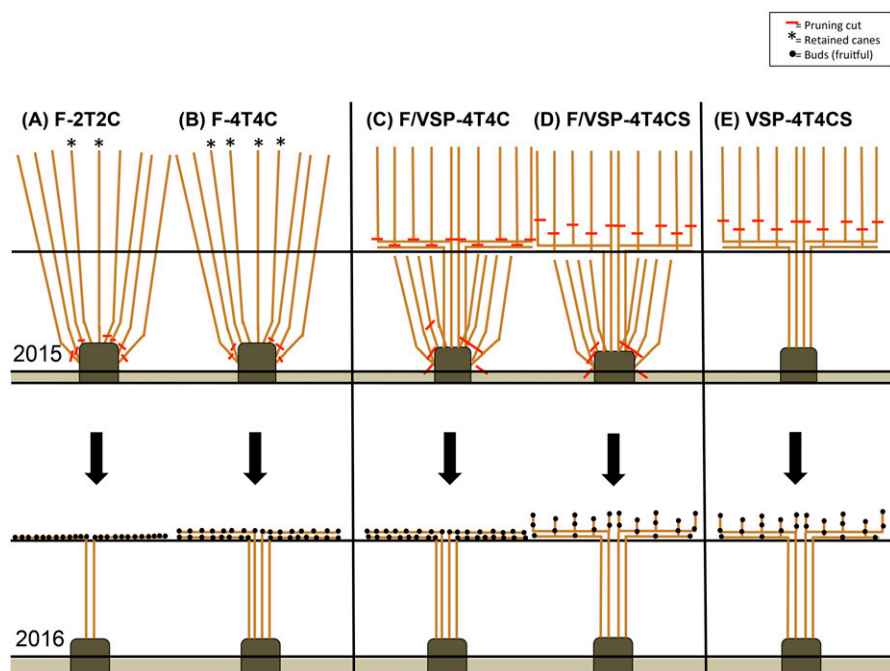 = Pruning cut
*= Retained canes
= Buds (fruitful)
(A) F-2T2C
(B) F-4T4C
(C) F/VSP-4T4C
(D) F/VSP-4T4CS
(E) VSP-4T4CS
* * * * * *
2015
2016